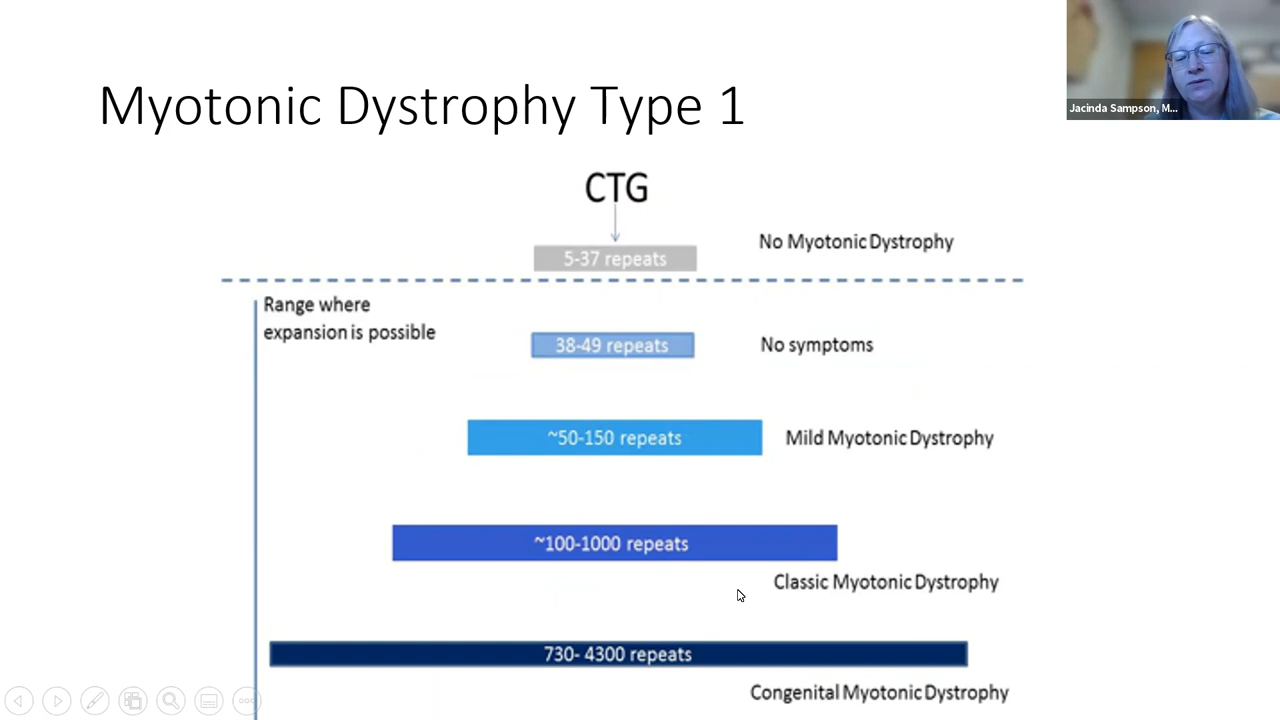 Myotonic Dystrophy Type 1
Jacinda Sampson, M...
CTG
5-37 repeats
No Myotonic Dystrophy
Range where
expansion is possible
38-49 repeats
No symptoms
~50-150 repeats
Mild Myotonic Dystrophy
~100-1000 repeats
Classic Myotonic Dystrophy
730- 4300 repeats
Congenital Myotonic Dystrophy